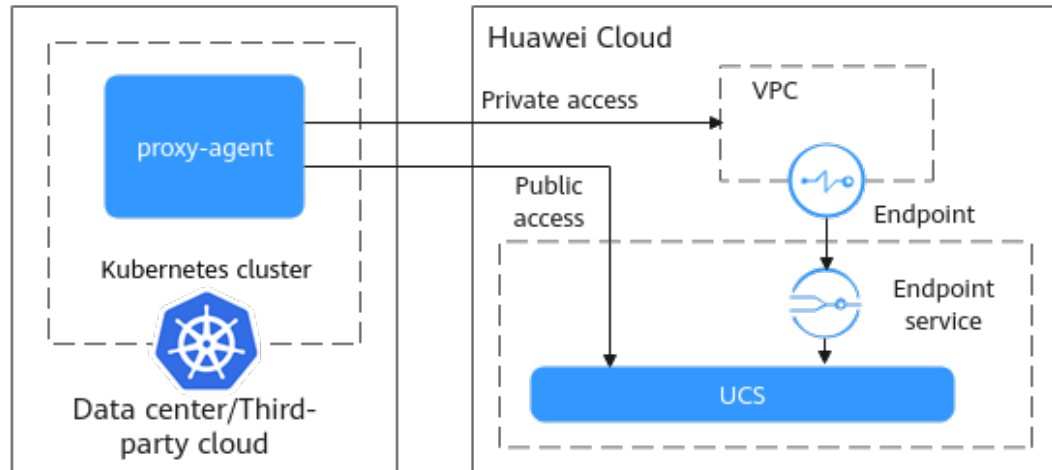 proxy-agent
Kubernetes cluster
Data center/Third-
party cloud
Huawei Cloud
Private access
VPC
Public
access
Endpoint
Endpoint
service
UCS